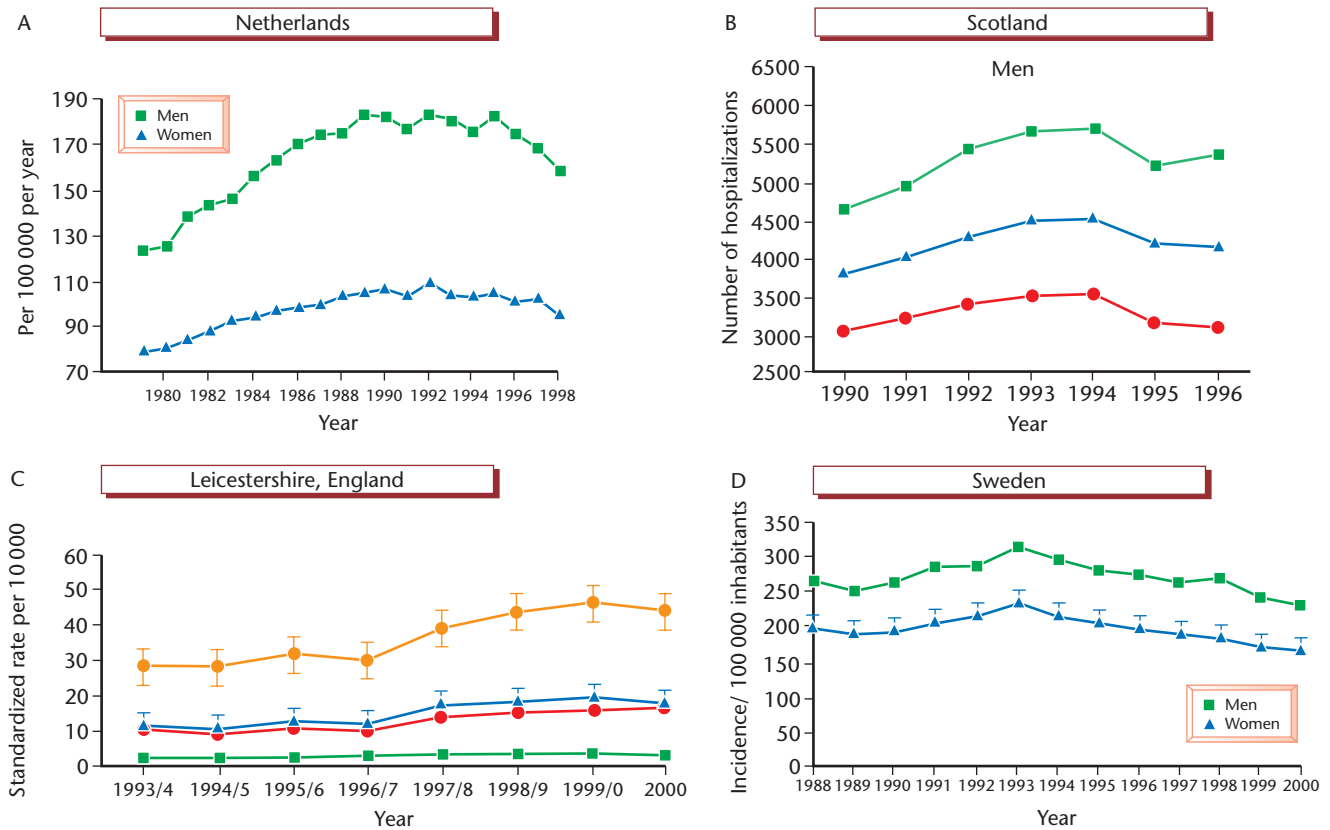 A
Netherlands
Per 100 000 per year
190
170
150
130
110
90
70
Men
Women
1980 1982 1984 1986 1988 1990 1992 1994 1996 1998
Year
B
Scotland
Men
Number of hospitalizations
6500
6000
5500
5000
4500
4000
3500
3000
2500
1990 1991 1992 1993 1994 1995 1996
Year
C
Leicestershire, England
Standardized rate per 10 000
60
50
40
30
20
10
0
1993/4 1994/5 1995/6 1996/7 1997/8 1998/9 1999/0 2000
Year
D
Sweden
Incidence/ 100 000 inhabitants
350
300
250
200
150
100
50
0
Men
Women
1988 1989 1990 1991 1992 1993 1994 1995 1996 1997 1998 1999 2000
Year